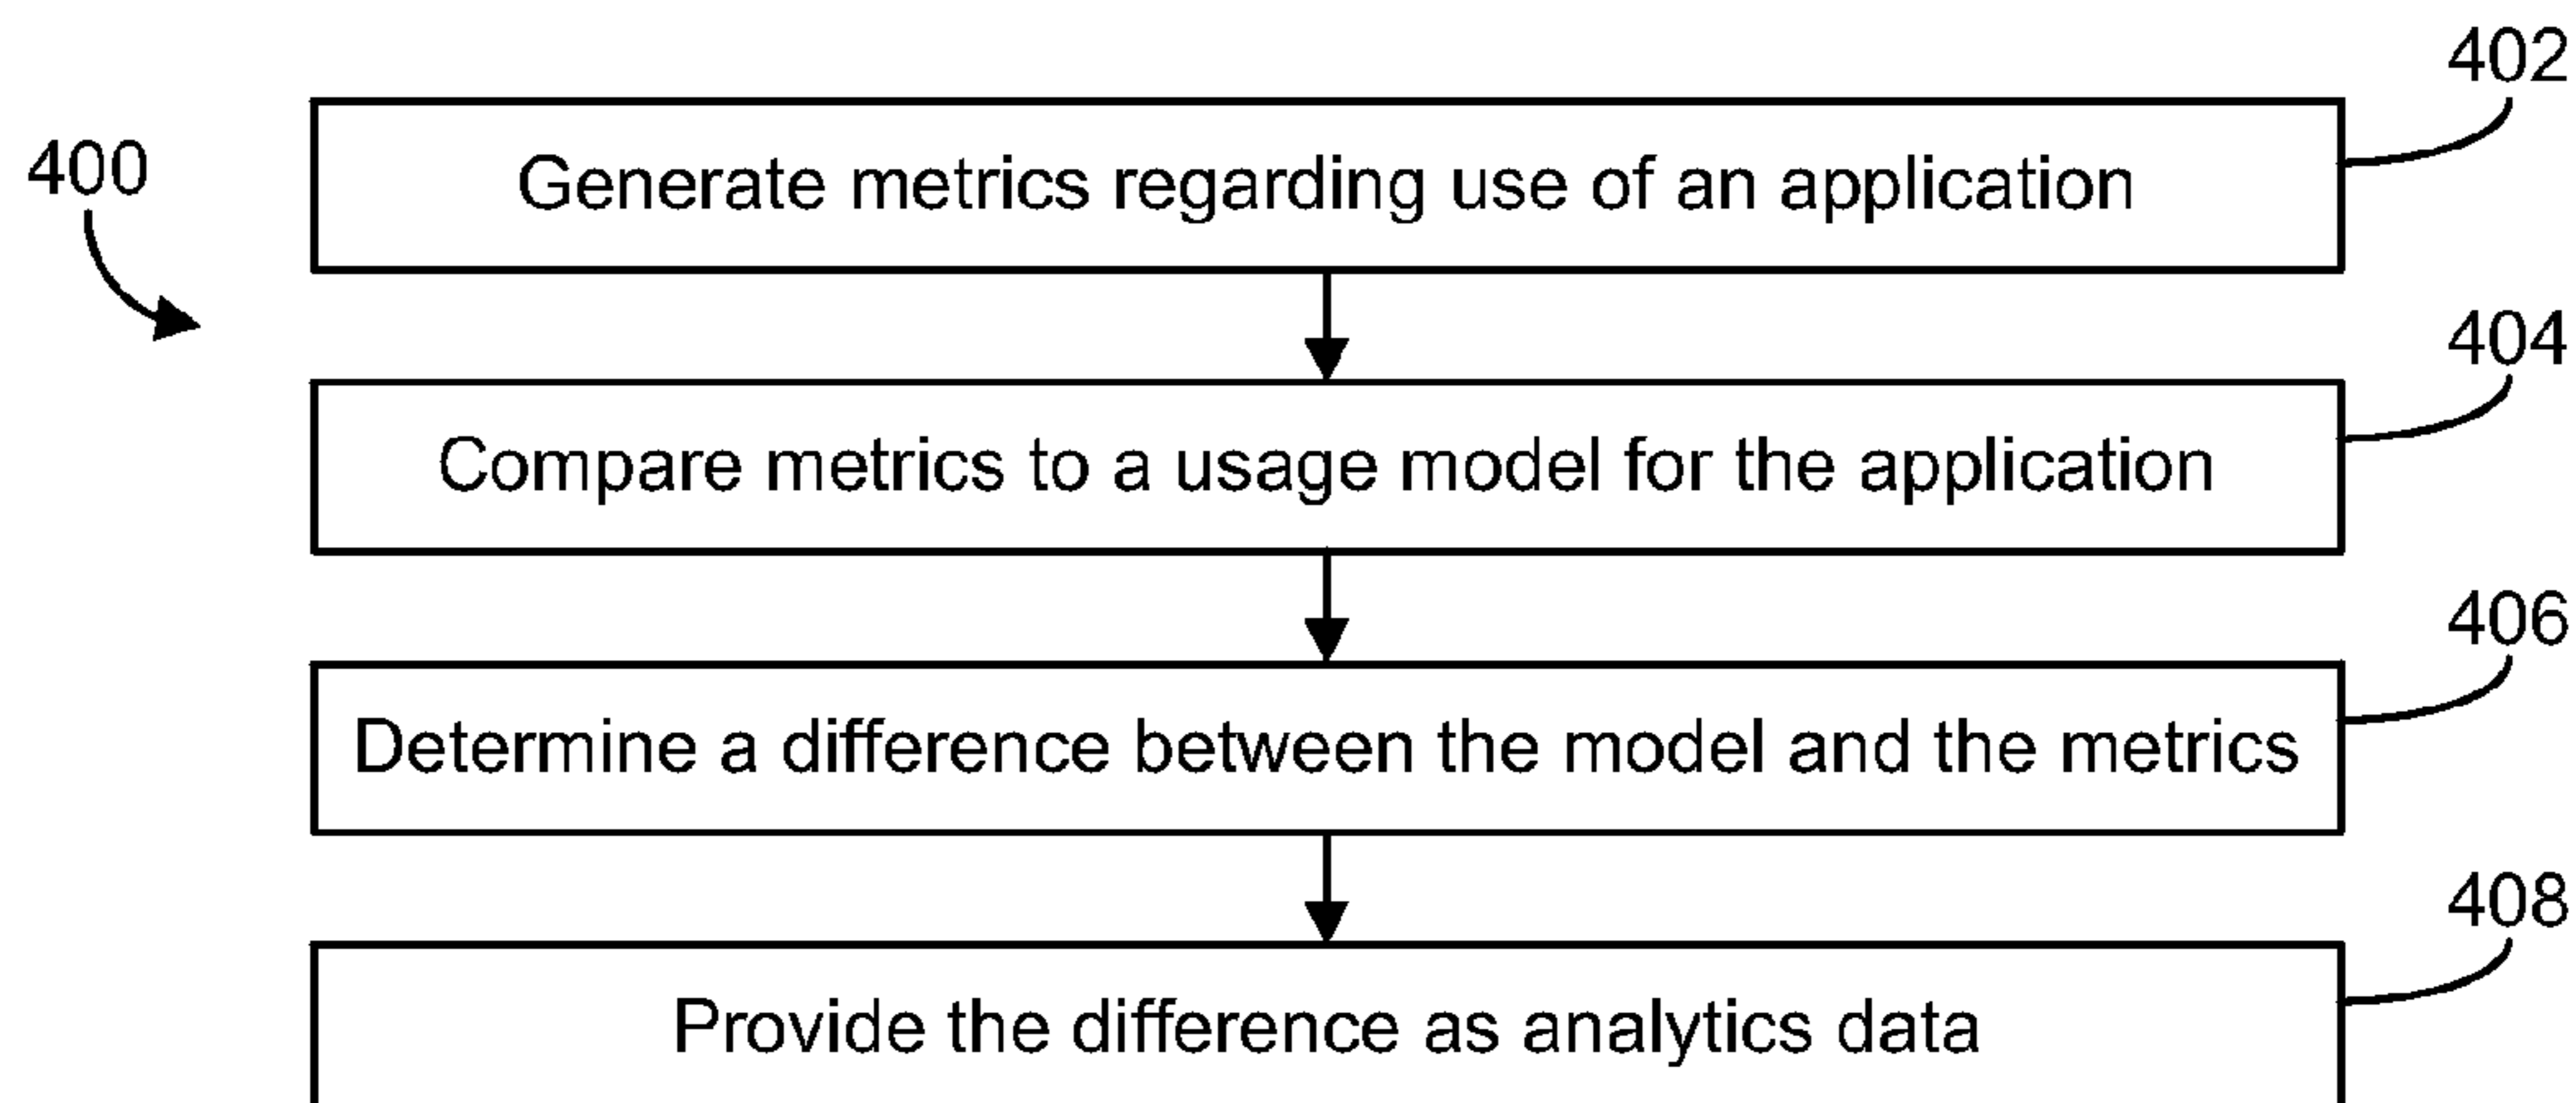 402
Generate metrics regarding use of an application
400
404
Compare metrics to a usage model for the application
406
Determine a difference between the model and the metrics
408
Provide the difference as analytics data